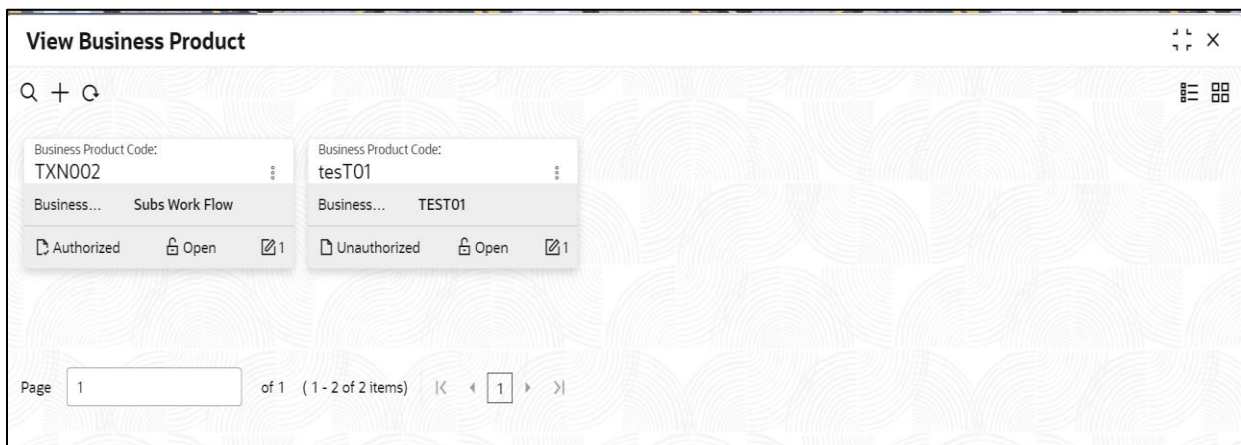 View Business Product
Business Product Code:
TXN002
Business... Subs Work Flow
Authorized Open 1
Business Product Code:
tesT01
Business... TEST01
Unauthorized Open 1
Page 1 of 1 ( 1 - 2 of 2 items) 1